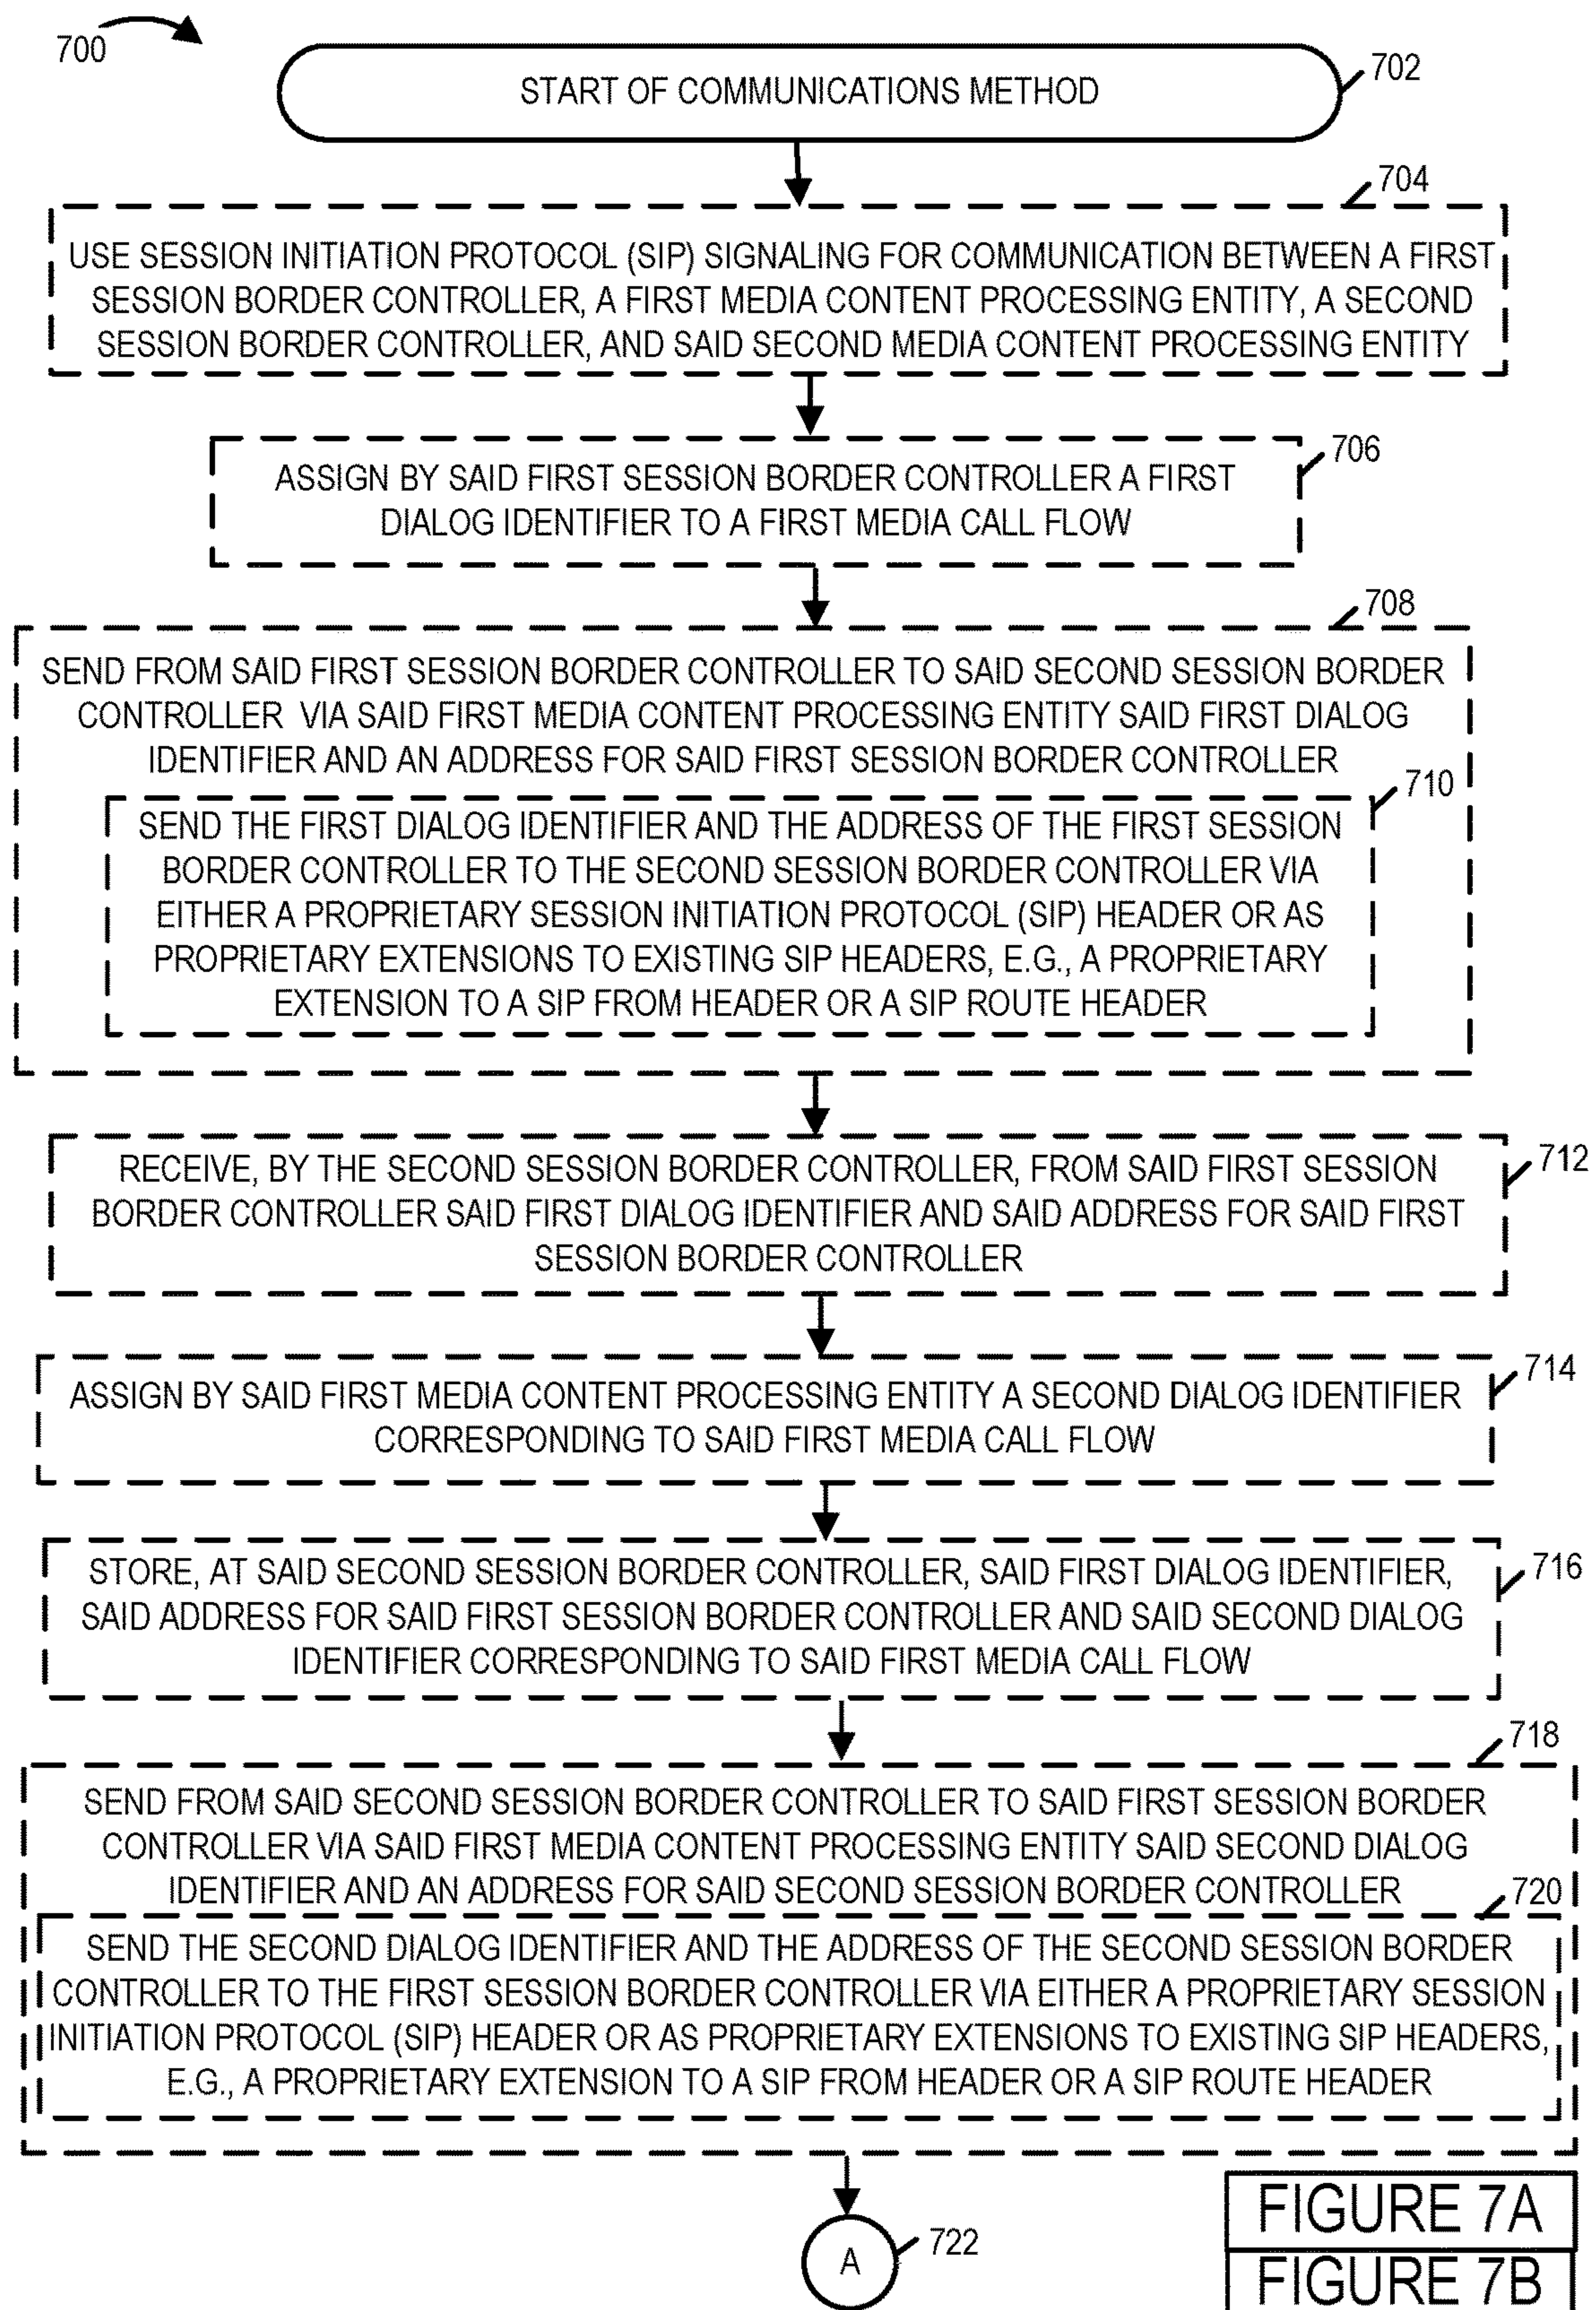 700
START OF COMMUNICATIONS METHOD
702
704
USE SESSION INITIATION PROTOCOL (SIP) SIGNALING FOR COMMUNICATION BETWEEN A FIRST
SESSION BORDER CONTROLLER, A FIRST MEDIA CONTENT PROCESSING ENTITY, A SECOND
SESSION BORDER CONTROLLER, AND SAID SECOND MEDIA CONTENT PROCESSING ENTITY
706
ASSIGN BY SAID FIRST SESSION BORDER CONTROLLER A FIRST
DIALOG IDENTIFIER TO A FIRST MEDIA CALL FLOW
708
SEND FROM SAID FIRST SESSION BORDER CONTROLLER TO SAID SECOND SESSION BORDER
CONTROLLER VIA SAID FIRST MEDIA CONTENT PROCESSING ENTITY SAID FIRST DIALOG
IDENTIFIER AND AN ADDRESS FOR SAID FIRST SESSION BORDER CONTROLLER
710
SEND THE FIRST DIALOG IDENTIFIER AND THE ADDRESS OF THE FIRST SESSION
BORDER CONTROLLER TO THE SECOND SESSION BORDER CONTROLLER VIA
EITHER A PROPRIETARY SESSION INITIATION PROTOCOL (SIP) HEADER OR AS
PROPRIETARY EXTENSIONS TO EXISTING SIP HEADERS, E.G., A PROPRIETARY
EXTENSION TO A SIP FROM HEADER OR A SIP ROUTE HEADER
712
RECEIVE, BY THE SECOND SESSION BORDER CONTROLLER, FROM SAID FIRST SESSION
BORDER CONTROLLER SAID FIRST DIALOG IDENTIFIER AND SAID ADDRESS FOR SAID FIRST
SESSION BORDER CONTROLLER
714
ASSIGN BY SAID FIRST MEDIA CONTENT PROCESSING ENTITY A SECOND DIALOG IDENTIFIER
CORRESPONDING TO SAID FIRST MEDIA CALL FLOW
716
STORE, AT SAID SECOND SESSION BORDER CONTROLLER, SAID FIRST DIALOG IDENTIFIER,
SAID ADDRESS FOR SAID FIRST SESSION BORDER CONTROLLER AND SAID SECOND DIALOG
IDENTIFIER CORRESPONDING TO SAID FIRST MEDIA CALL FLOW
718
SEND FROM SAID SECOND SESSION BORDER CONTROLLER TO SAID FIRST SESSION BORDER
CONTROLLER VIA SAID FIRST MEDIA CONTENT PROCESSING ENTITY SAID SECOND DIALOG
IDENTIFIER AND AN ADDRESS FOR SAID SECOND SESSION BORDER CONTROLLER
720
SEND THE SECOND DIALOG IDENTIFIER AND THE ADDRESS OF THE SECOND SESSION BORDER
CONTROLLER TO THE FIRST SESSION BORDER CONTROLLER VIA EITHER A PROPRIETARY SESSION
INITIATION PROTOCOL (SIP) HEADER OR AS PROPRIETARY EXTENSIONS TO EXISTING SIP HEADERS,
E.G., A PROPRIETARY EXTENSION TO A SIP FROM HEADER OR A SIP ROUTE HEADER
A
722
FIGURE 7A
FIGURE 7B